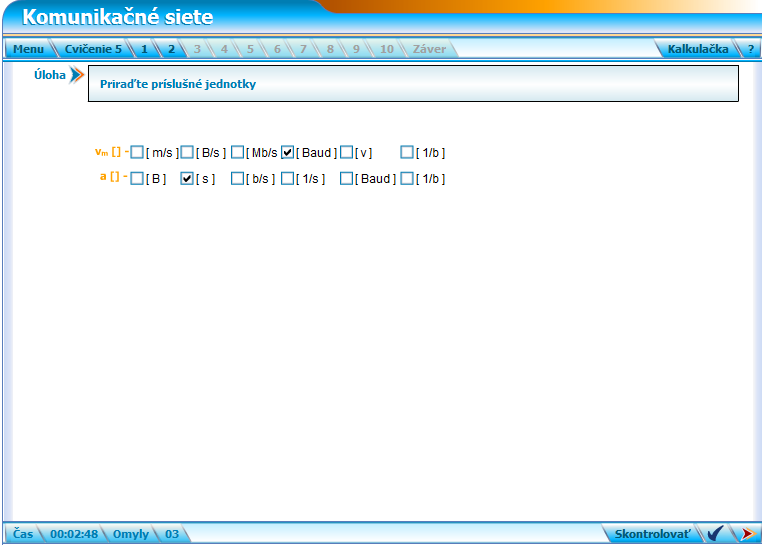 Komunikačné siete
Menu Cvičenie 5 1 2 3 4 5 6 7 8 9 10 Záver Kalkulačka ?
Úloha Priraďte príslušné jednotky
vₘ [] - [ m/s ] [ B/s ] [ Mb/s [ Baud ] [ v ] [ 1/b ]
a [] - [ B ] [ s ] [ b/s ] [ 1/s ] [ Baud ] [ 1/b ]
Čas 00:02:48 Omyly 03 Skontrolovať